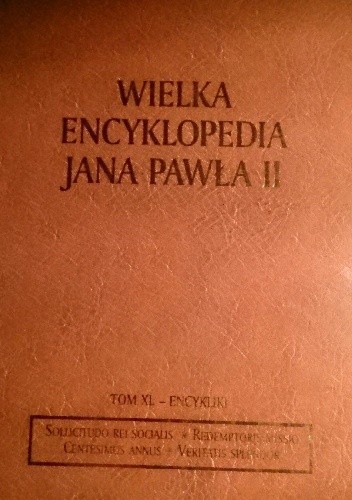 WIELKA
ENCYKLOPEDIA
JANA PAWŁA II
TOM XL – ENCYKLIKI
SOLLICITUDO REI SOCIALIS * REDEMPTORIS MISSIO
CENTESIMUS ANNUS * VERITATIS SPLENDOR